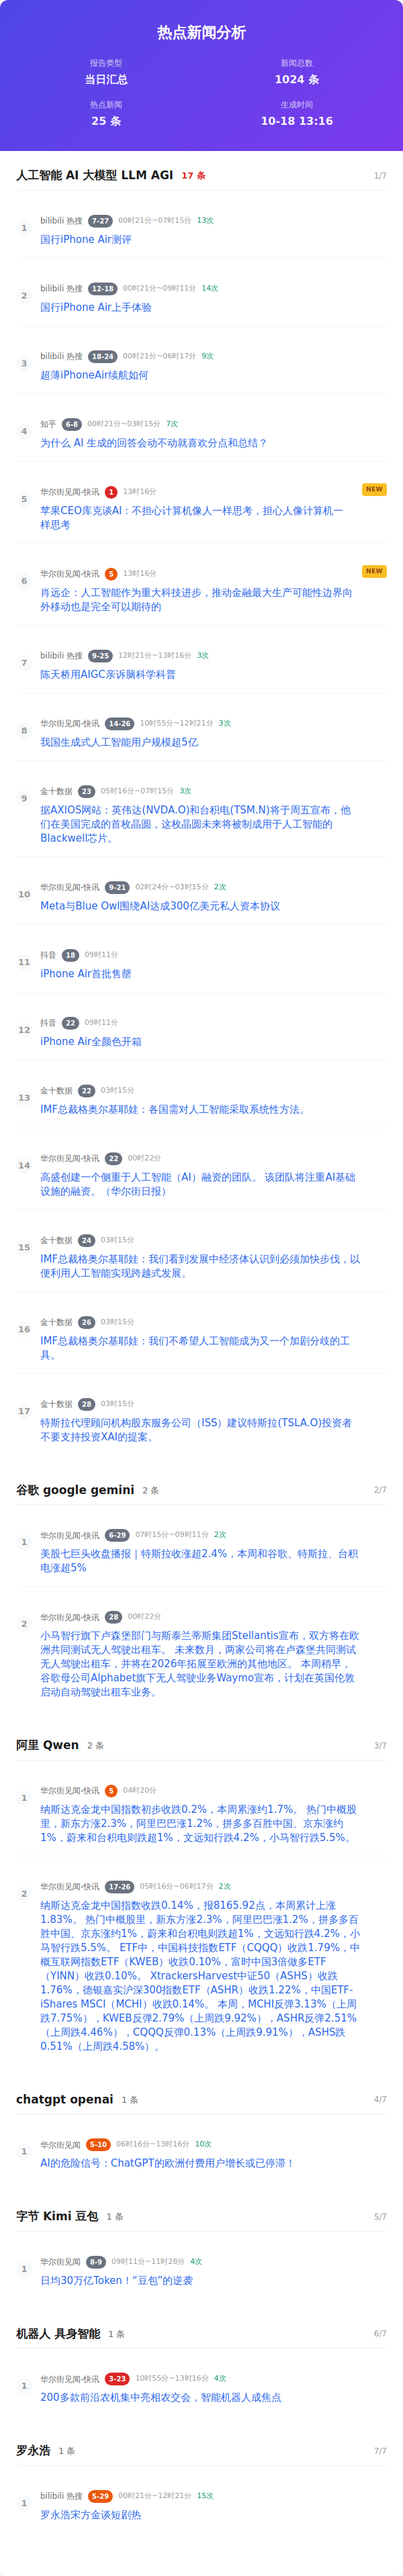 热点新闻分析
报告类型
当日汇总
新闻总数
1024 条
热点新闻
25 条
生成时间
10-18 13:16
人工智能 AI 大模型 LLM AGI 17 条 1/7
1
bilibili 热搜 7-27 00时21分~07时15分 13次
国行iPhone Air测评
2
bilibili 热搜 12-18 00时21分~09时11分 14次
国行iPhone Air上手体验
3
bilibili 热搜 18-24 00时21分~06时17分 9次
超薄iPhoneAir续航如何
4
知乎 6-8 00时21分~03时15分 7次
为什么 AI 生成的回答会动不动就喜欢分点和总结？
5
华尔街见闻-快讯 1 13时16分 NEW
苹果CEO库克谈AI：不担心计算机像人一样思考，担心人像计算机一
样思考
6
华尔街见闻-快讯 5 13时16分 NEW
肖远企：人工智能作为重大科技进步，推动金融最大生产可能性边界向
外移动也是完全可以期待的
7
bilibili 热搜 9-25 12时21分~13时16分 3次
陈天桥用AIGC亲诉脑科学科普
8
华尔街见闻-快讯 14-26 10时55分~12时21分 3次
我国生成式人工智能用户规模超5亿
9
金十数据 23 05时16分~07时15分 3次
据AXIOS网站：英伟达(NVDA.O)和台积电(TSM.N)将于周五宣布，他
们在美国完成的首枚晶圆，这枚晶圆未来将被制成用于人工智能的
Blackwell芯片。
10
华尔街见闻-快讯 9-21 02时24分~03时15分 2次
Meta与Blue Owl围绕AI达成300亿美元私人资本协议
11
抖音 18 09时11分
iPhone Air首批售罄
12
抖音 22 09时11分
iPhone Air全颜色开箱
13
金十数据 22 03时15分
IMF总裁格奥尔基耶娃：各国需对人工智能采取系统性方法。
14
华尔街见闻-快讯 22 00时22分
高盛创建一个侧重于人工智能（AI）融资的团队。 该团队将注重AI基础
设施的融资。（华尔街日报）
15
金十数据 24 03时15分
IMF总裁格奥尔基耶娃：我们看到发展中经济体认识到必须加快步伐，以
便利用人工智能实现跨越式发展。
16
金十数据 26 03时15分
IMF总裁格奥尔基耶娃：我们不希望人工智能成为又一个加剧分歧的工
具。
17
金十数据 28 03时15分
特斯拉代理顾问机构股东服务公司（ISS）建议特斯拉(TSLA.O)投资者
不要支持投资XAI的提案。
谷歌 google gemini 2 条 2/7
1
华尔街见闻-快讯 6-29 07时15分~09时11分 2次
美股七巨头收盘播报｜特斯拉收涨超2.4%，本周和谷歌、特斯拉、台积
电涨超5%
2
华尔街见闻-快讯 28 00时22分
小马智行旗下卢森堡部门与斯泰兰蒂斯集团Stellantis宣布，双方将在欧
洲共同测试无人驾驶出租车。 未来数月，两家公司将在卢森堡共同测试
无人驾驶出租车，并将在2026年拓展至欧洲的其他地区。 本周稍早，
谷歌母公司Alphabet旗下无人驾驶业务Waymo宣布，计划在英国伦敦
启动自动驾驶出租车业务。
阿里 Qwen 2 条 3/7
1
华尔街见闻-快讯 5 04时20分
纳斯达克金龙中国指数初步收跌0.2%，本周累涨约1.7%。 热门中概股
里，新东方涨2.3%，阿里巴巴涨1.2%，拼多多百胜中国、京东涨约
1%，蔚来和台积电则跌超1%，文远知行跌4.2%，小马智行跌5.5%。
2
华尔街见闻-快讯 17-26 05时16分~06时17分 2次
纳斯达克金龙中国指数收跌0.14%，报8165.92点，本周累计上涨
1.83%。 热门中概股里，新东方涨2.3%，阿里巴巴涨1.2%，拼多多百
胜中国、京东涨约1%，蔚来和台积电则跌超1%，文远知行跌4.2%，小
马智行跌5.5%。 ETF中，中国科技指数ETF（CQQQ）收跌1.79%，中
概互联网指数ETF（KWEB）收跌0.10%，富时中国3倍做多ETF
（YINN）收跌0.10%。 XtrackersHarvest中证50（ASHS）收跌
1.76%，德银嘉实沪深300指数ETF（ASHR）收跌1.22%，中国ETF-
iShares MSCI（MCHI）收跌0.14%。 本周，MCHI反弹3.13%（上周
跌7.75%），KWEB反弹2.79%（上周跌9.92%），ASHR反弹2.51%
（上周跌4.46%），CQQQ反弹0.13%（上周跌9.91%），ASHS跌
0.51%（上周跌4.58%）。
chatgpt openai 1 条 4/7
1
华尔街见闻 5-10 06时16分~13时16分 10次
AI的危险信号：ChatGPT的欧洲付费用户增长或已停滞！
字节 Kimi 豆包 1 条 5/7
1
华尔街见闻 8-9 09时11分~11时28分 4次
日均30万亿Token！“豆包”的逆袭
机器人 具身智能 1 条 6/7
1
华尔街见闻-快讯 3-23 10时55分~13时16分 4次
200多款前沿农机集中亮相农交会，智能机器人成焦点
罗永浩 1 条 7/7
1
bilibili 热搜 5-29 00时21分~12时21分 15次
罗永浩宋方金谈短剧热